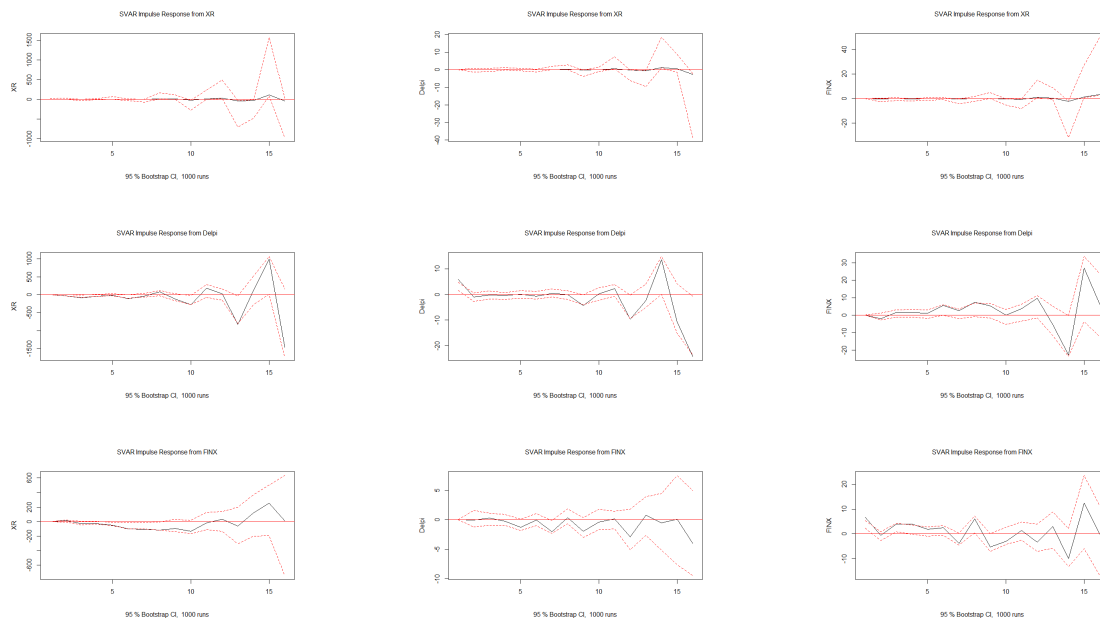 SVAR Impulse Response from XR
SVAR Impulse Response from XR
SVAR Impulse Response from XR
XR
1500
1000
500
0
-1000
5
10
15
95 % Bootstrap CI, 1000 runs
Delpi
20
10
0
-10
-20
-30
-40
5
10
15
95 % Bootstrap CI, 1000 runs
FINX
40
20
0
-20
5
10
15
95 % Bootstrap CI, 1000 runs
SVAR Impulse Response from Delpi
SVAR Impulse Response from Delpi
SVAR Impulse Response from Delpi
XR
1000
500
0
-500
-1500
5
10
15
95 % Bootstrap CI, 1000 runs
Delpi
10
0
-10
-20
5
10
15
95 % Bootstrap CI, 1000 runs
FINX
30
20
10
0
-10
-20
5
10
15
95 % Bootstrap CI, 1000 runs
SVAR Impulse Response from FINX
SVAR Impulse Response from FINX
SVAR Impulse Response from FINX
XR
600
200
0
-200
-600
5
10
15
95 % Bootstrap CI, 1000 runs
Delpi
5
0
-5
-10
5
10
15
95 % Bootstrap CI, 1000 runs
FINX
20
10
0
-10
5
10
15
95 % Bootstrap CI, 1000 runs